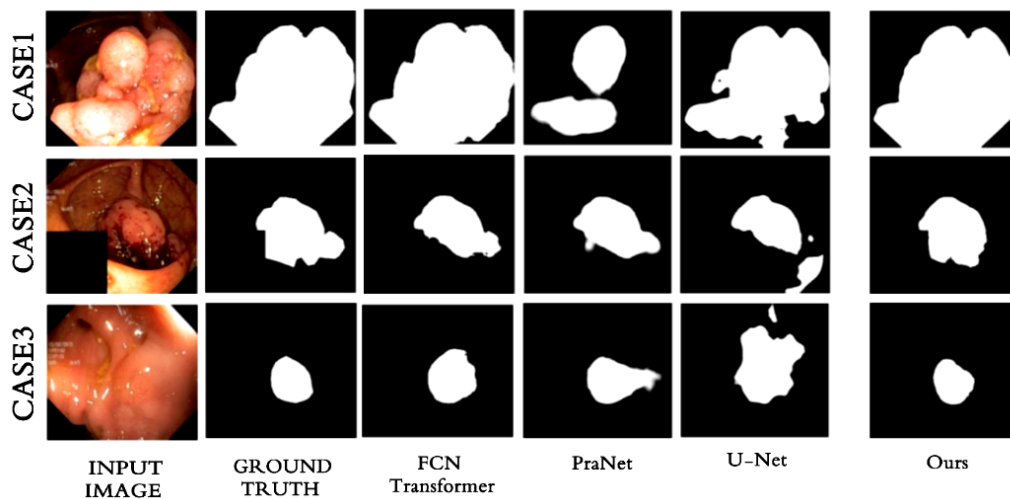 CASE1
CASE2
CASE3
INPUT
IMAGE
GROUND
TRUTH
FCN
Transformer
PraNet
U-Net
Ours